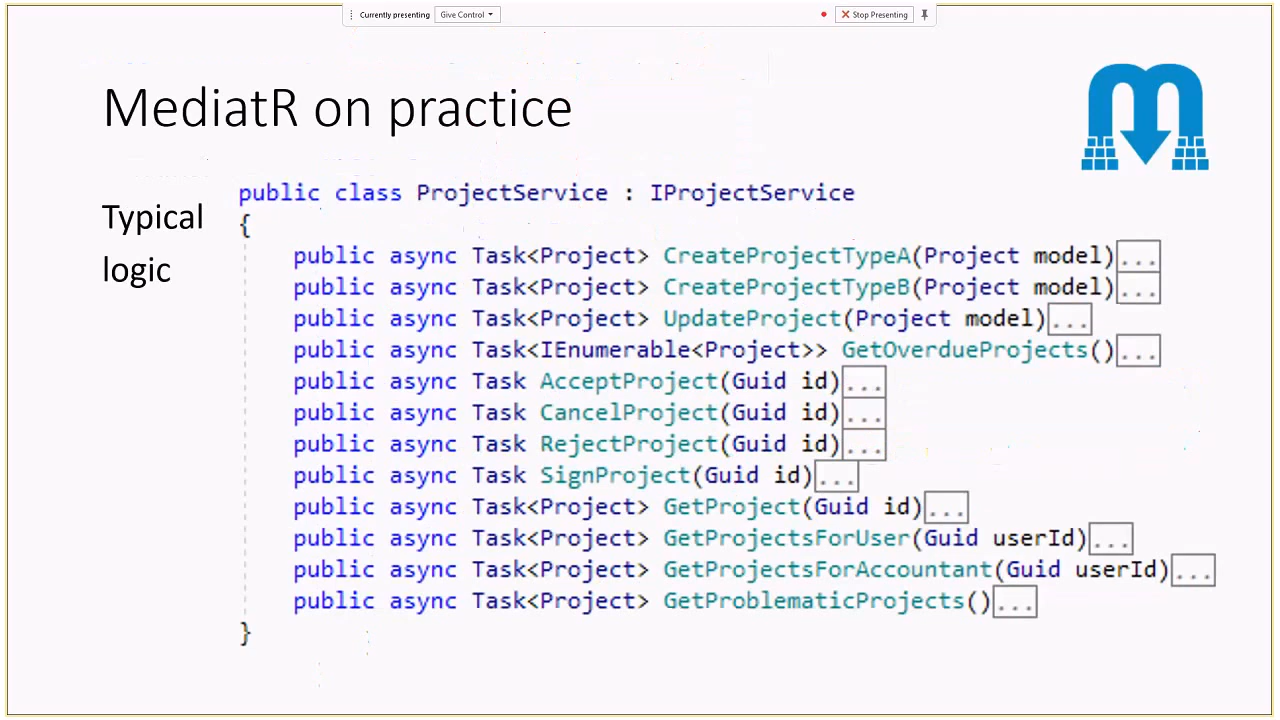 Currently presenting Give Control Stop Presenting
MediatR on practice
Typical
logic
public class ProjectService : IProjectService
{
public async Task<Project> CreateProjectTypeA(Project model)...
public async Task<Project> CreateProjectTypeB(Project model)...
public async Task<Project> UpdateProject(Project model)...
public async Task<IEnumerable<Project>> GetOverdueProjects()...
public async Task AcceptProject(Guid id)...
public async Task CancelProject(Guid id)...
public async Task RejectProject(Guid id)...
public async Task SignProject(Guid id)...
public async Task<Project> GetProject(Guid id)...
public async Task<Project> GetProjectsForUser(Guid userId)...
public async Task<Project> GetProjectsForAccountant(Guid userId)...
public async Task<Project> GetProblematicProjects()...
}